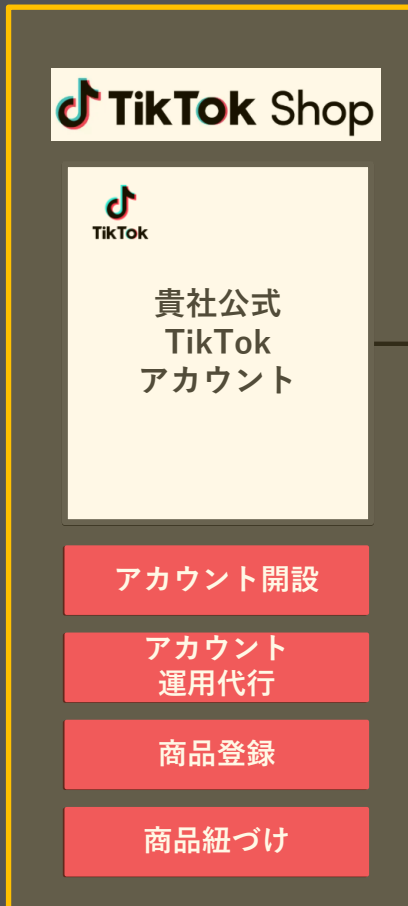 TikTok Shop
TikTok
貴社公式
TikTok
アカウント
アカウント開設
アカウント
運用代行
商品登録
商品紐づけ